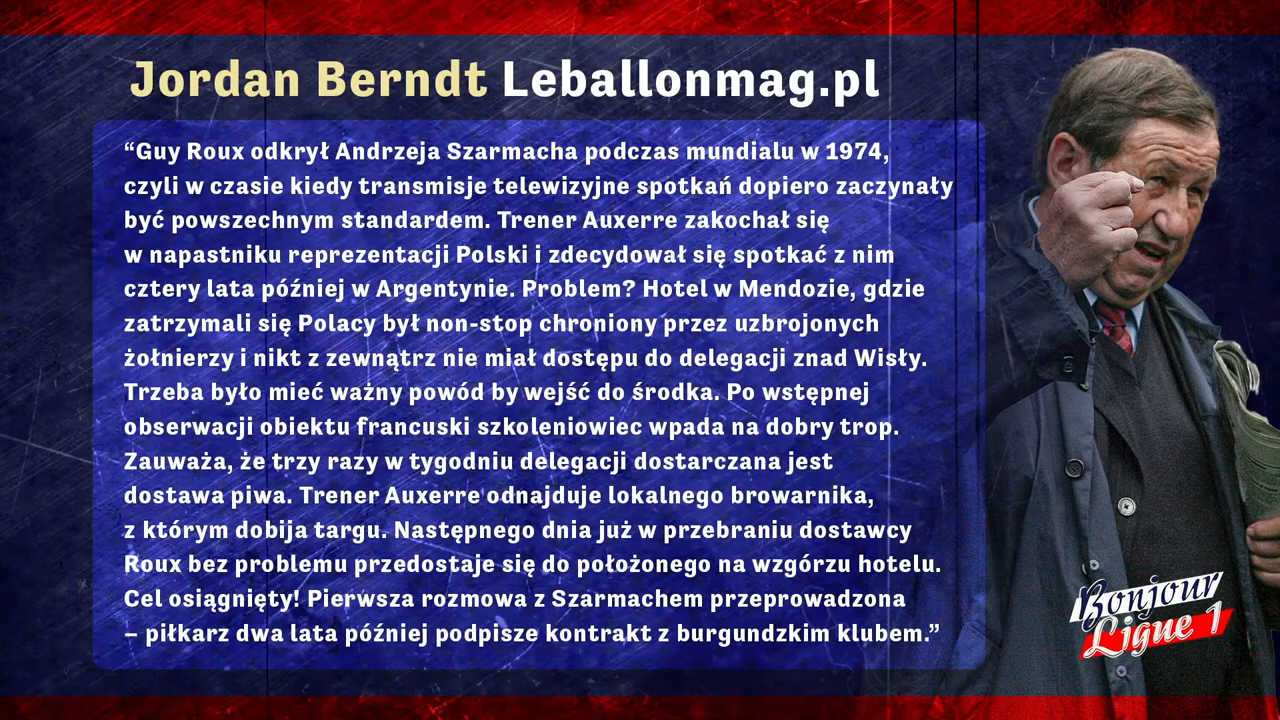 Jordan Berndt Leballonmag.pl
“Guy Roux odkrył Andrzeja Szarmacha podczas mundialu w 1974,
czyli w czasie kiedy transmisje telewizyjne spotkań dopiero zaczynały
być powszechnym standardem. Trener Auxerre zakochał się
w napastniku reprezentacji Polski i zdecydował się spotkać z nim
cztery lata później w Argentynie. Problem? Hotel w Mendozie, gdzie
zatrzymali się Polacy był non-stop chroniony przez uzbrojonych
żołnierzy i nikt z zewnątrz nie miał dostępu do delegacji znad Wisły.
Trzeba było mieć ważny powód by wejść do środka. Po wstępnej
obserwacji obiektu francuski szkoleniowiec wpada na dobry trop.
Zauważa, że trzy razy w tygodniu delegacji dostarczana jest
dostawa piwa. Trener Auxerre odnajduje lokalnego browarnika,
z którym dobija targu. Następnego dnia już w przebraniu dostawcy
Roux bez problemu przedostaje się do położonego na wzgórzu hotelu.
Cel osiągnięty! Pierwsza rozmowa z Szarmachem przeprowadzona
– piłkarz dwa lata później podpisze kontrakt z burgundzkim klubem.”
Bonjour
Ligue 1